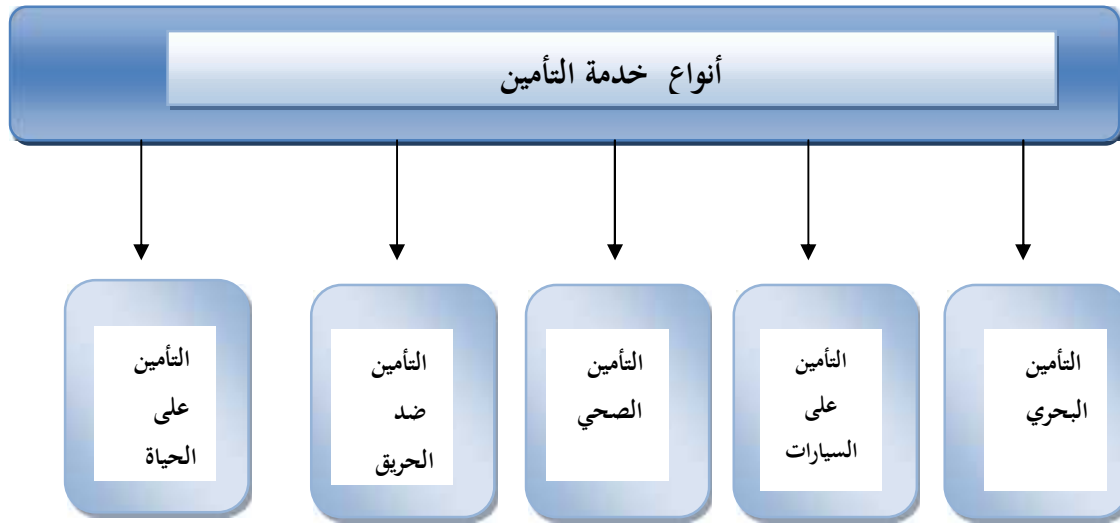 أنواع خدمة التأمين
التأمين
البحري
التأمين
على
السيارات
التأمين
الصحي
التأمين
ضد
الحريق
التأمين
على
الحياة